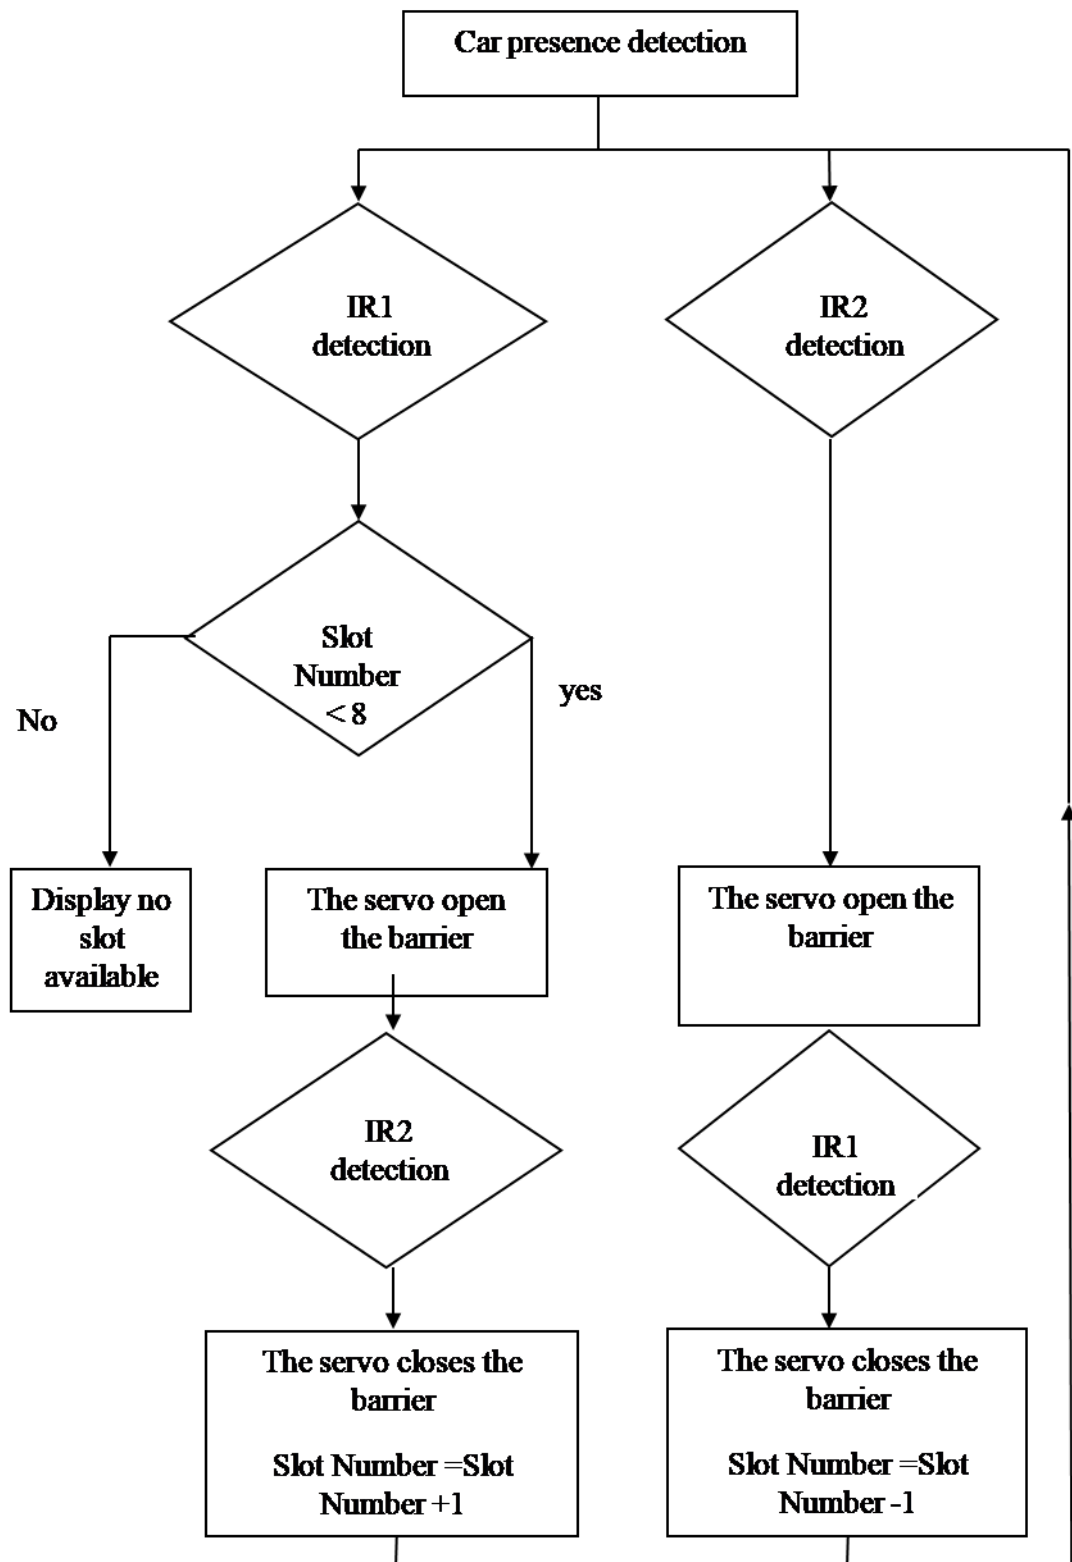 Car presence detection
IR1
detection
IR2
detection
Slot
Number
< 8
yes
No
Display no
slot
available
The servo open
the barrier
The servo open the
barrier
IR2
detection
IR1
detection
The servo closes the
barrier
Slot Number =Slot
Number +1
The servo closes the
barrier
Slot Number =Slot
Number -1